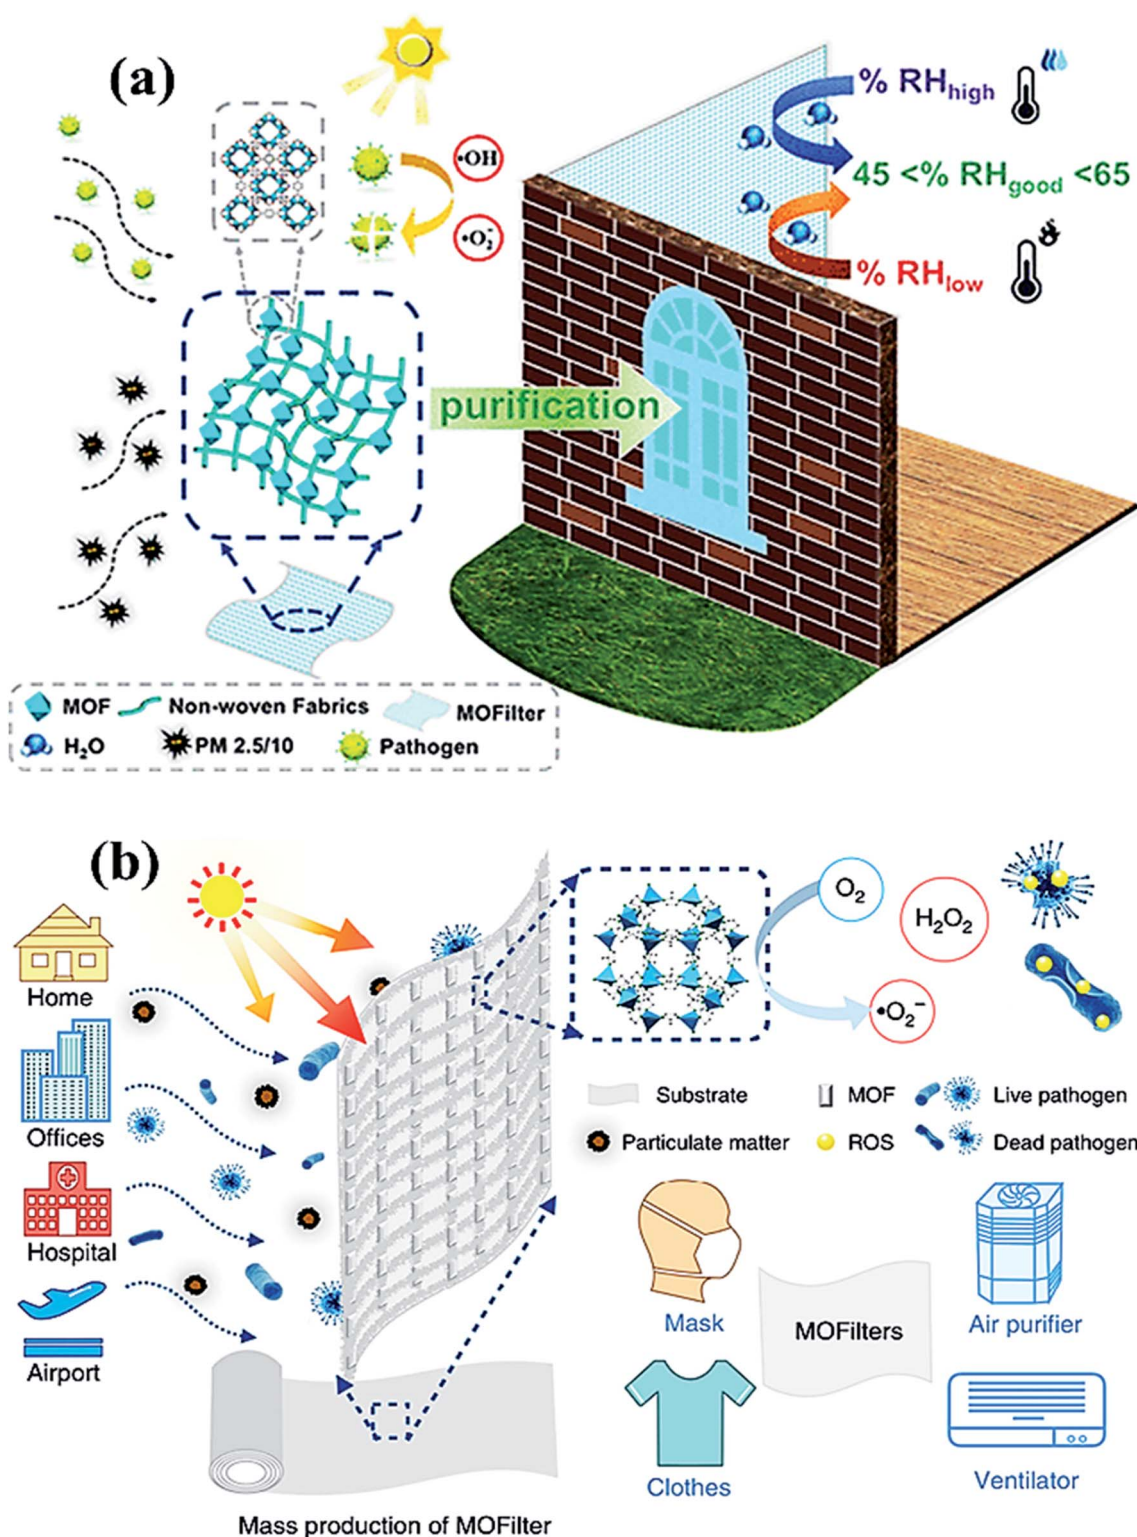 (a)
•OH
•O₂⁻
% RHhigh
45 <% RHgood <65
% RHlow
purification
MOF
Non-woven Fabrics
MOFilter
H₂O
PM 2.5/10
Pathogen
(b)
Home
Offices
Hospital
Airport
O₂
H₂O₂
•O₂⁻
Substrate
MOF
Live pathogen
Particulate matter
ROS
Dead pathogen
Mask
MOFilters
Air purifier
Clothes
Ventilator
Mass production of MOFilter